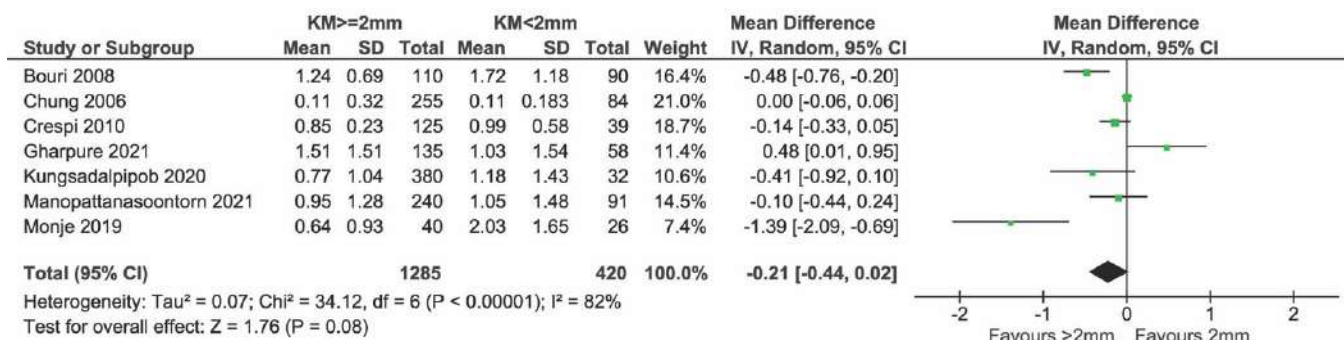 KM>=2mm KM<2mm Mean Difference Mean Difference
Study or Subgroup Mean SD Total Mean SD Total Weight IV, Random, 95% CI IV, Random, 95% CI
Bouri 2008 1.24 0.69 110 1.72 1.18 90 16.4% -0.48 [-0.76, -0.20]
Chung 2006 0.11 0.32 255 0.11 0.183 84 21.0% 0.00 [-0.06, 0.06]
Crespi 2010 0.85 0.23 125 0.99 0.58 39 18.7% -0.14 [-0.33, 0.05]
Gharpure 2021 1.51 1.51 135 1.03 1.54 58 11.4% 0.48 [0.01, 0.95]
Kungsadalpipob 2020 0.77 1.04 380 1.18 1.43 32 10.6% -0.41 [-0.92, 0.10]
Manopattanasoontorn 2021 0.95 1.28 240 1.05 1.48 91 14.5% -0.10 [-0.44, 0.24]
Monje 2019 0.64 0.93 40 2.03 1.65 26 7.4% -1.39 [-2.09, -0.69]
Total (95% CI) 1285 420 100.0% -0.21 [-0.44, 0.02]
Heterogeneity: Tau² = 0.07; Chi² = 34.12, df = 6 (P < 0.00001); I² = 82%
Test for overall effect: Z = 1.76 (P = 0.08)
-2 -1 0 1 2
Favours >2mm Favours 2mm